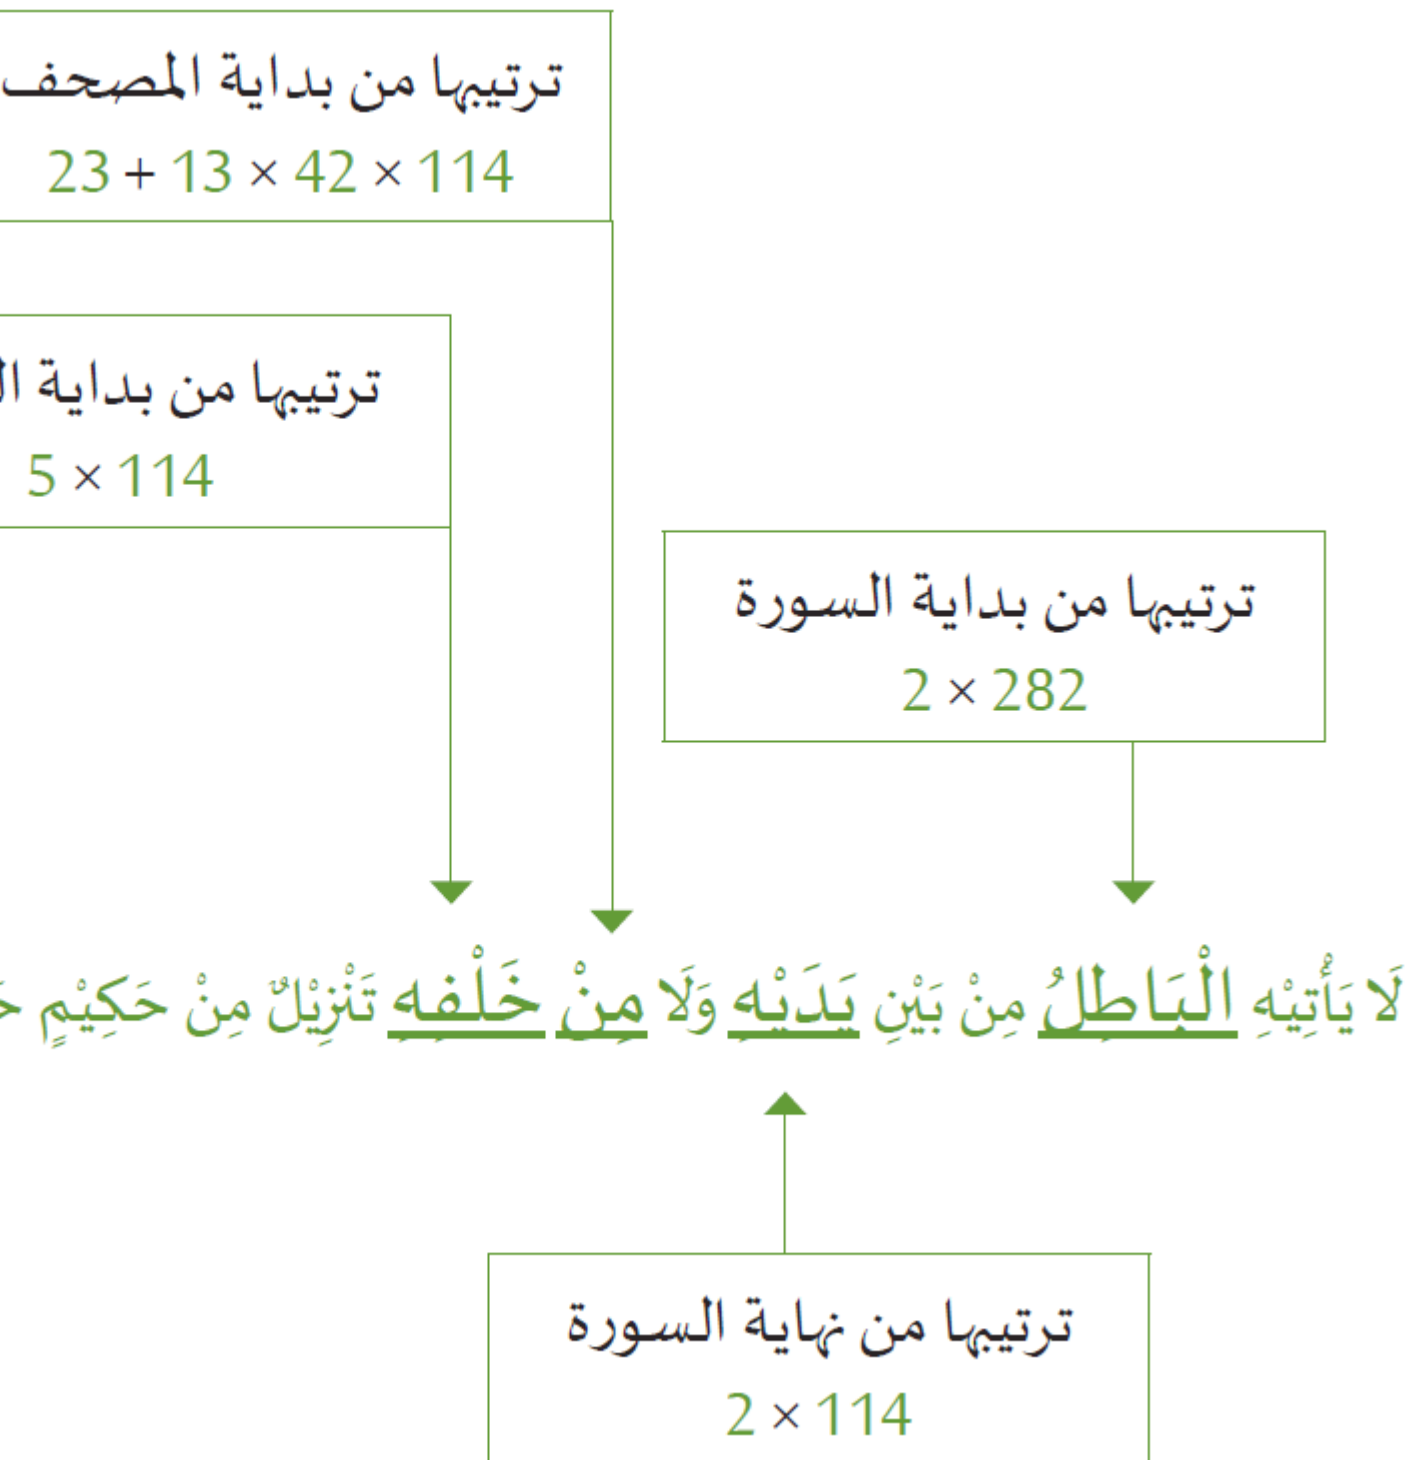 ترتيبها من بداية المصحف
23 + 13 × 42 × 114
ترتيبها من بداية
5 × 114
ترتيبها من بداية السورة
2 × 282
لَا يَأْتِيْهِ الْبَاطِلُ مِنْ بَيْنِ يَدَيْهِ وَلَا مِنْ خَلْفِهِ تَنْزِيْلٌ مِنْ حَكِيْمٍ
ترتيبها من نهاية السورة
2 × 114